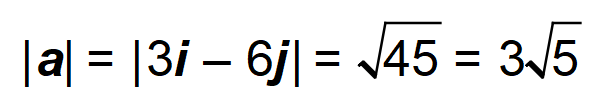 |a| = |3i – 6j| = √45 = 3√5